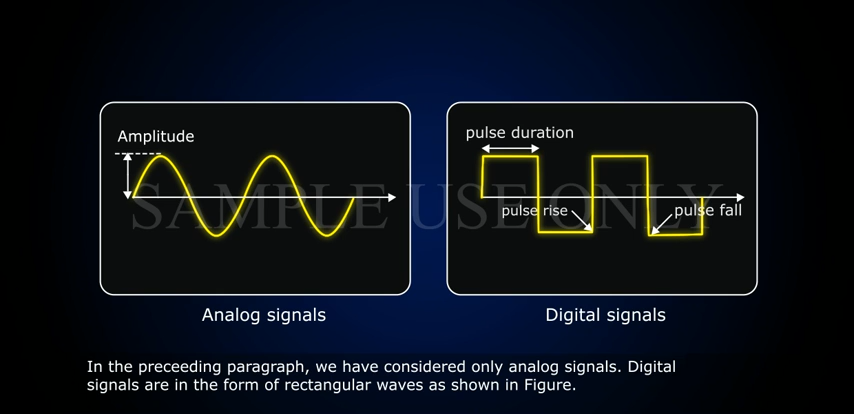 SAMPLE USE ONLY
Amplitude
pulse duration
pulse rise
pulse fall
Analog signals
Digital signals
In the preceeding paragraph, we have considered only analog signals. Digital
signals are in the form of rectangular waves as shown in Figure.